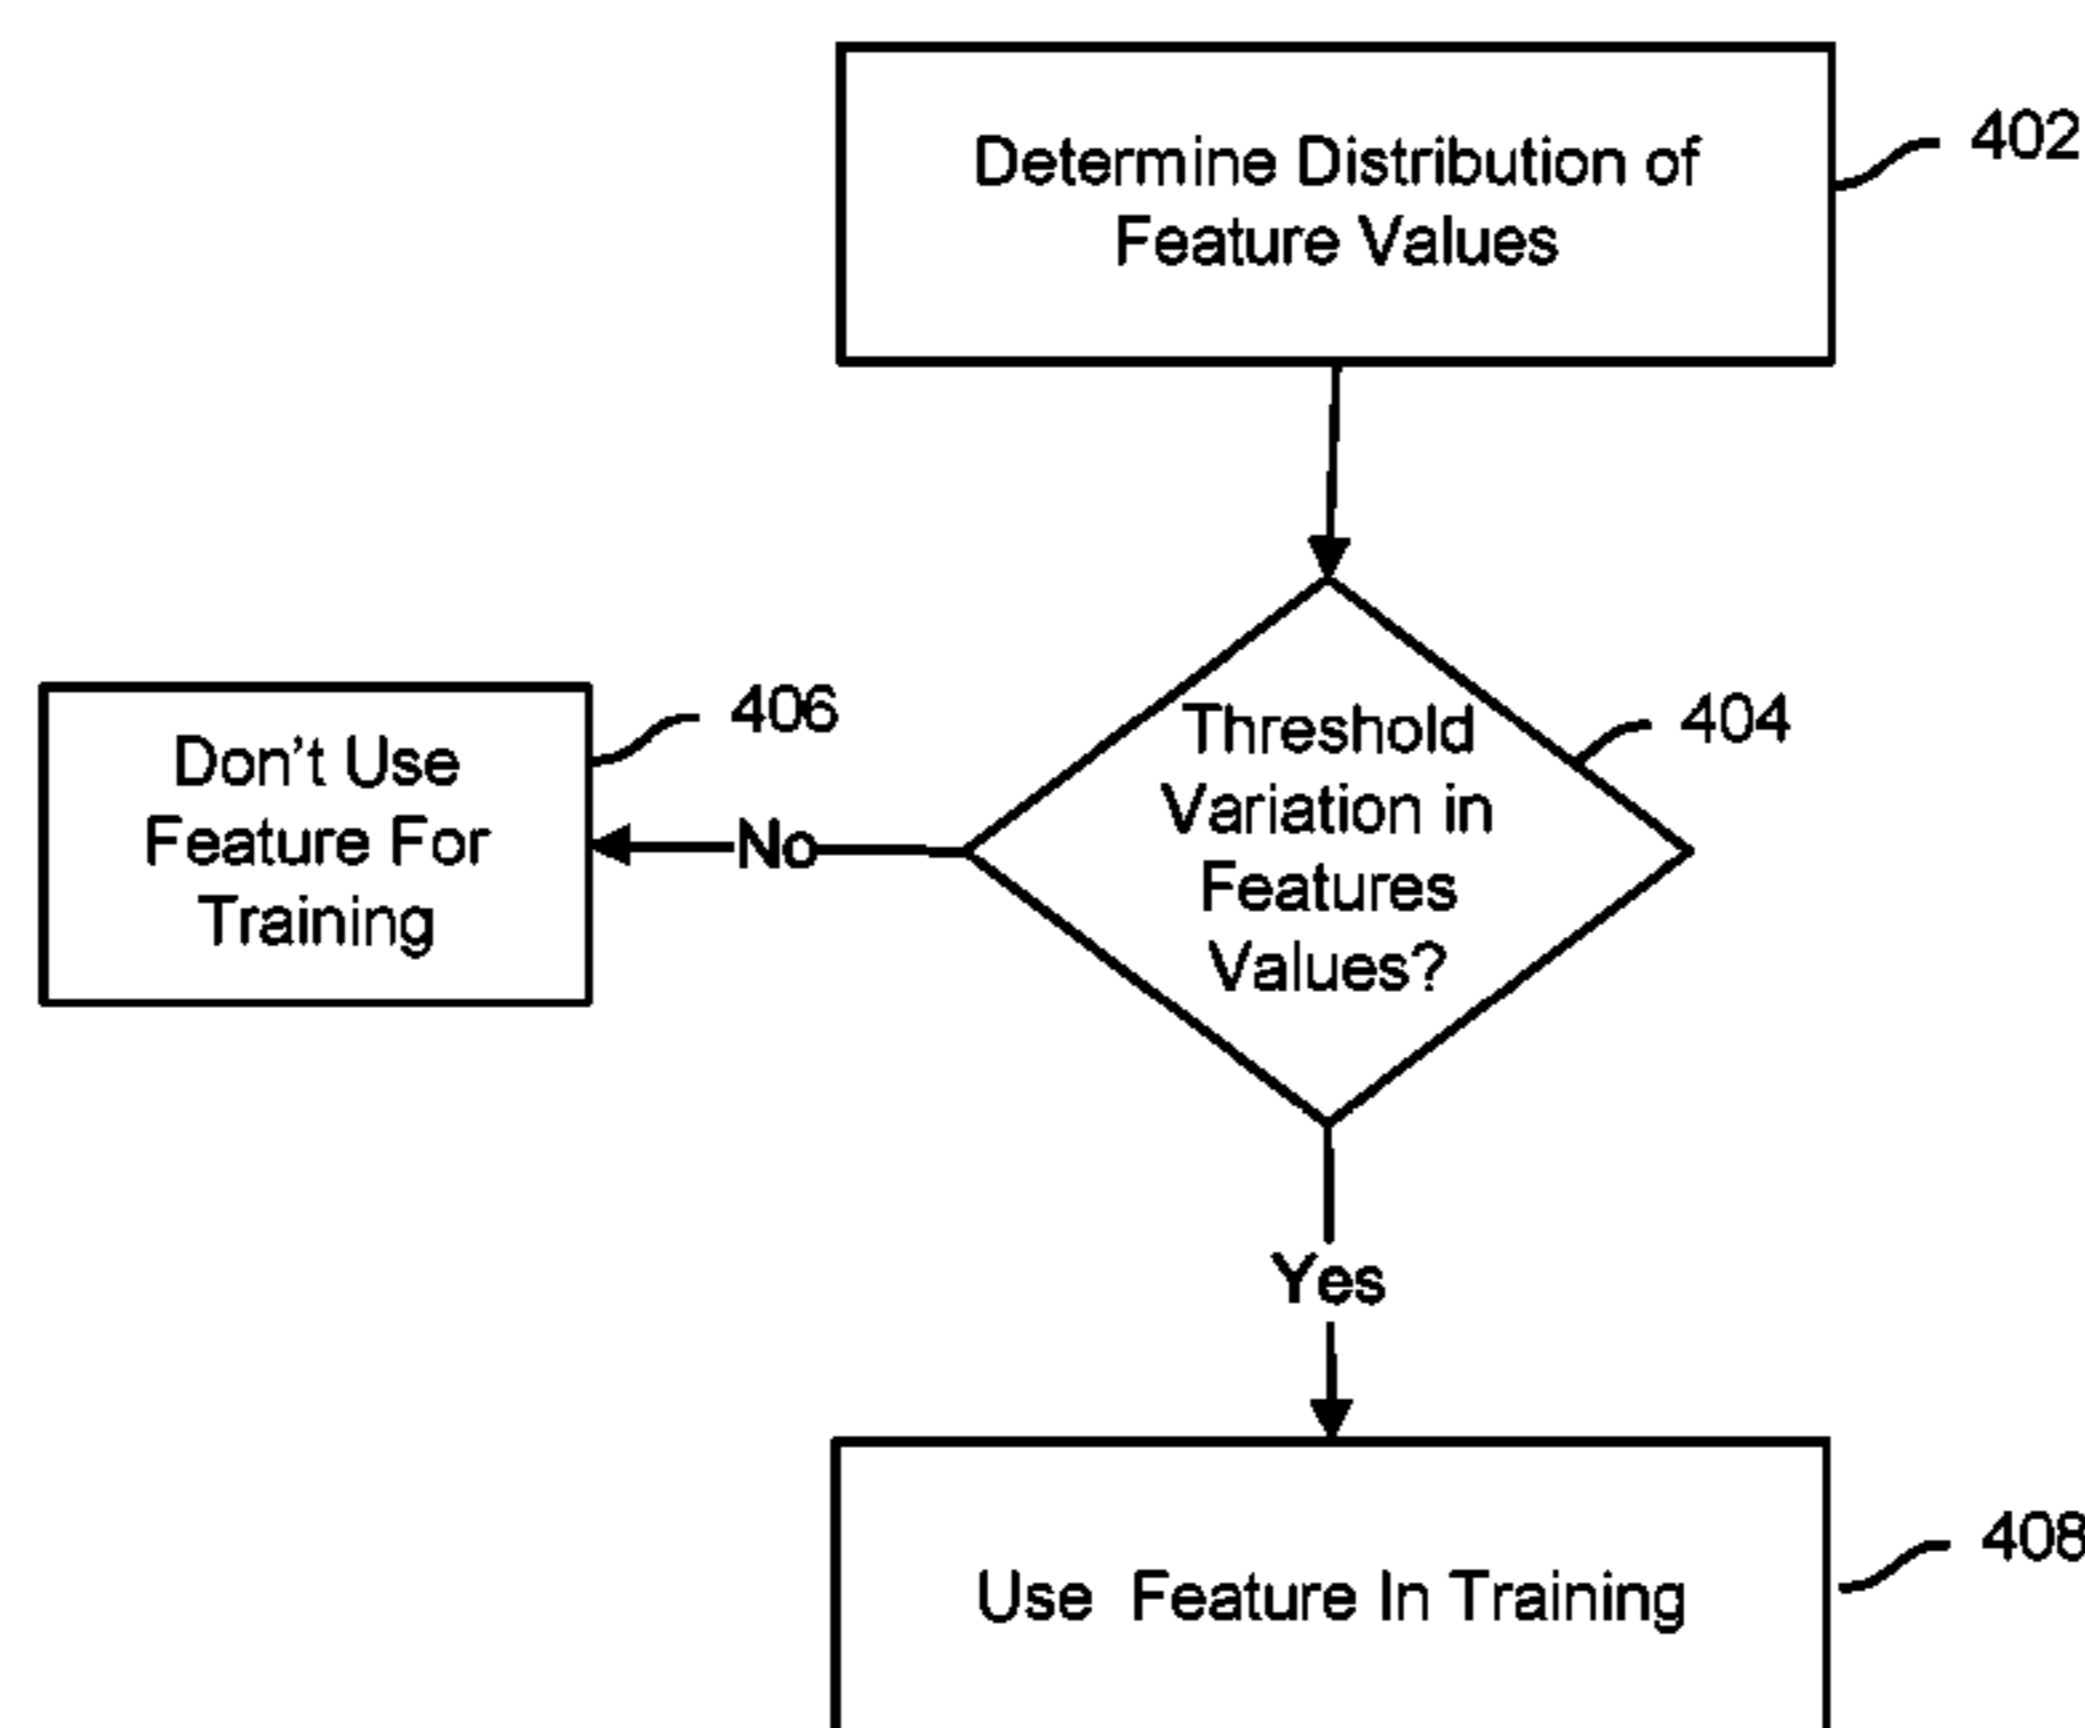 Determine Distribution of
Feature Values
402
Threshold
Variation in
Features
Values?
404
No
406
Don't Use
Feature For
Training
Yes
Use Feature In Training
408